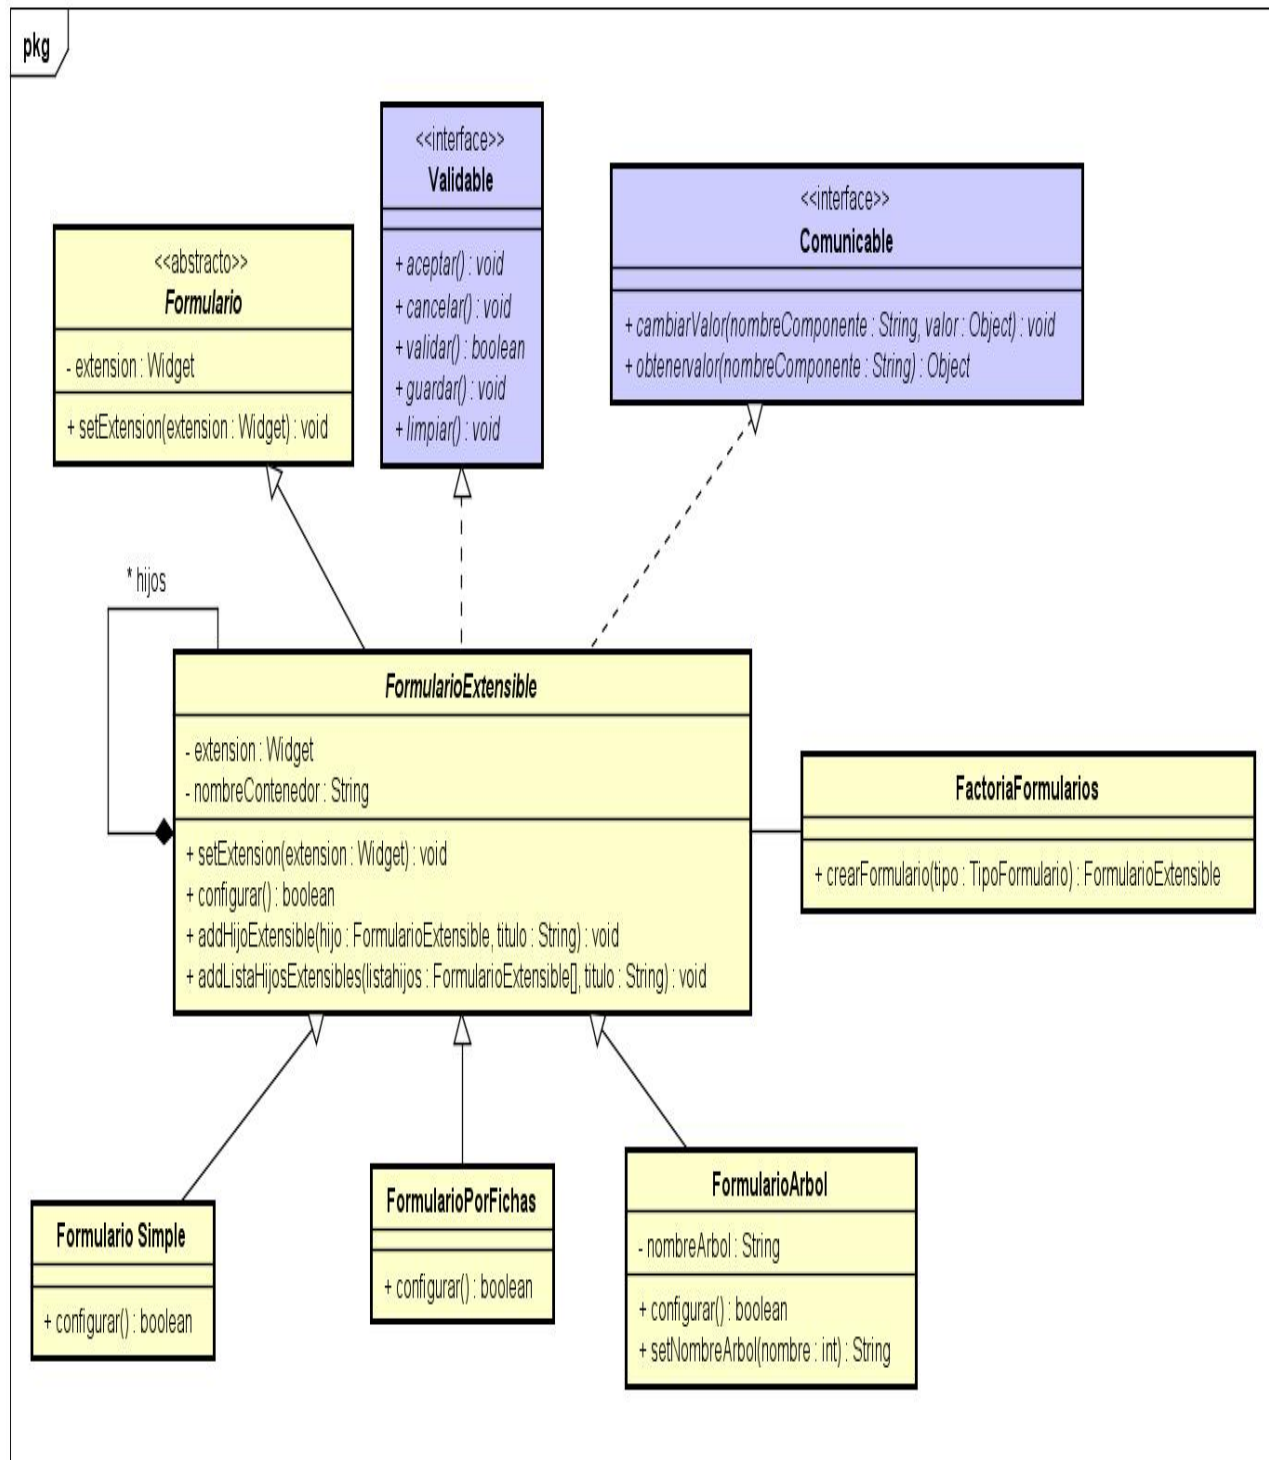 pkg
<<interface>>
Validable
+ aceptar() : void
+ cancelar() : void
+ validar() : boolean
+ guardar() : void
+ limpiar() : void
<<interface>>
Comunicable
+ cambiarValor(nombreComponente : String, valor : Object) : void
+ obtenervalor(nombreComponente : String) : Object
<<abstracto>>
Formulario
- extension : Widget
+ setExtension(extension : Widget) : void
* hijos
FormularioExtensible
- extension : Widget
- nombreContenedor : String
+ setExtension(extension : Widget) : void
+ configurar() : boolean
+ addHijoExtensible(hijo : FormularioExtensible, titulo : String) : void
+ addListaHijosExtensibles(listahijos : FormularioExtensible[], titulo : String) : void
FactoriaFormularios
+ crearFormulario(tipo : TipoFormulario) : FormularioExtensible
Formulario Simple
+ configurar() : boolean
FormularioPorFichas
+ configurar() : boolean
FormularioArbol
- nombreArbol : String
+ configurar() : boolean
+ setNombreArbol(nombre : int) : String